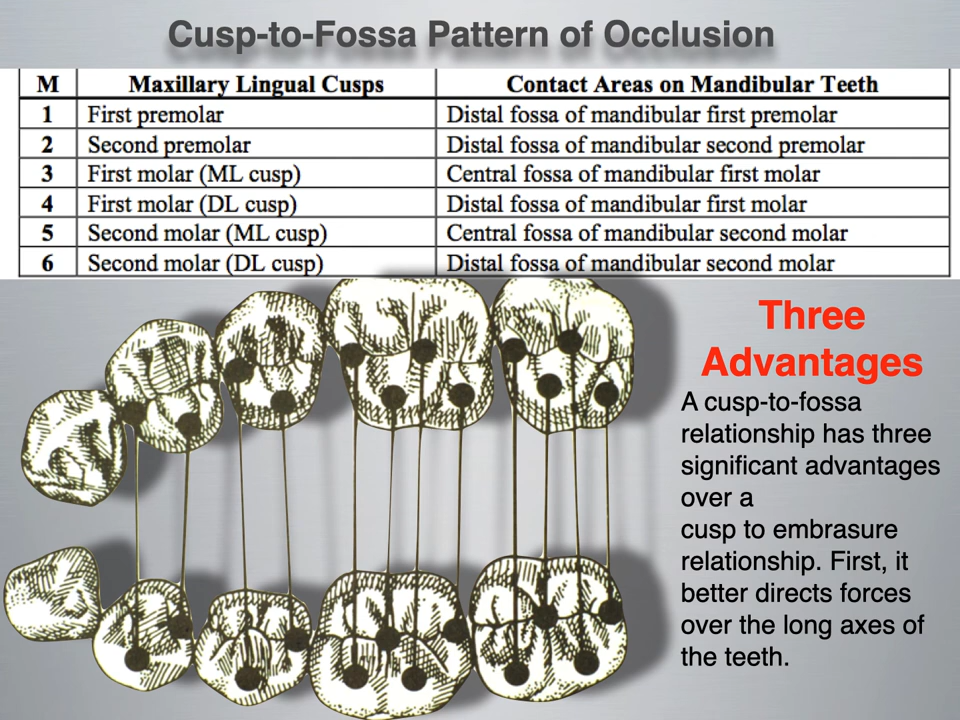 Cusp-to-Fossa Pattern of Occlusion
M Maxillary Lingual Cusps Contact Areas on Mandibular Teeth
1 First premolar Distal fossa of mandibular first premolar
2 Second premolar Distal fossa of mandibular second premolar
3 First molar (ML cusp) Central fossa of mandibular first molar
4 First molar (DL cusp) Distal fossa of mandibular first molar
5 Second molar (ML cusp) Central fossa of mandibular second molar
6 Second molar (DL cusp) Distal fossa of mandibular second molar
Three
Advantages
A cusp-to-fossa
relationship has three
significant advantages
over a
cusp to embrasure
relationship. First, it
better directs forces
over the long axes of
the teeth.